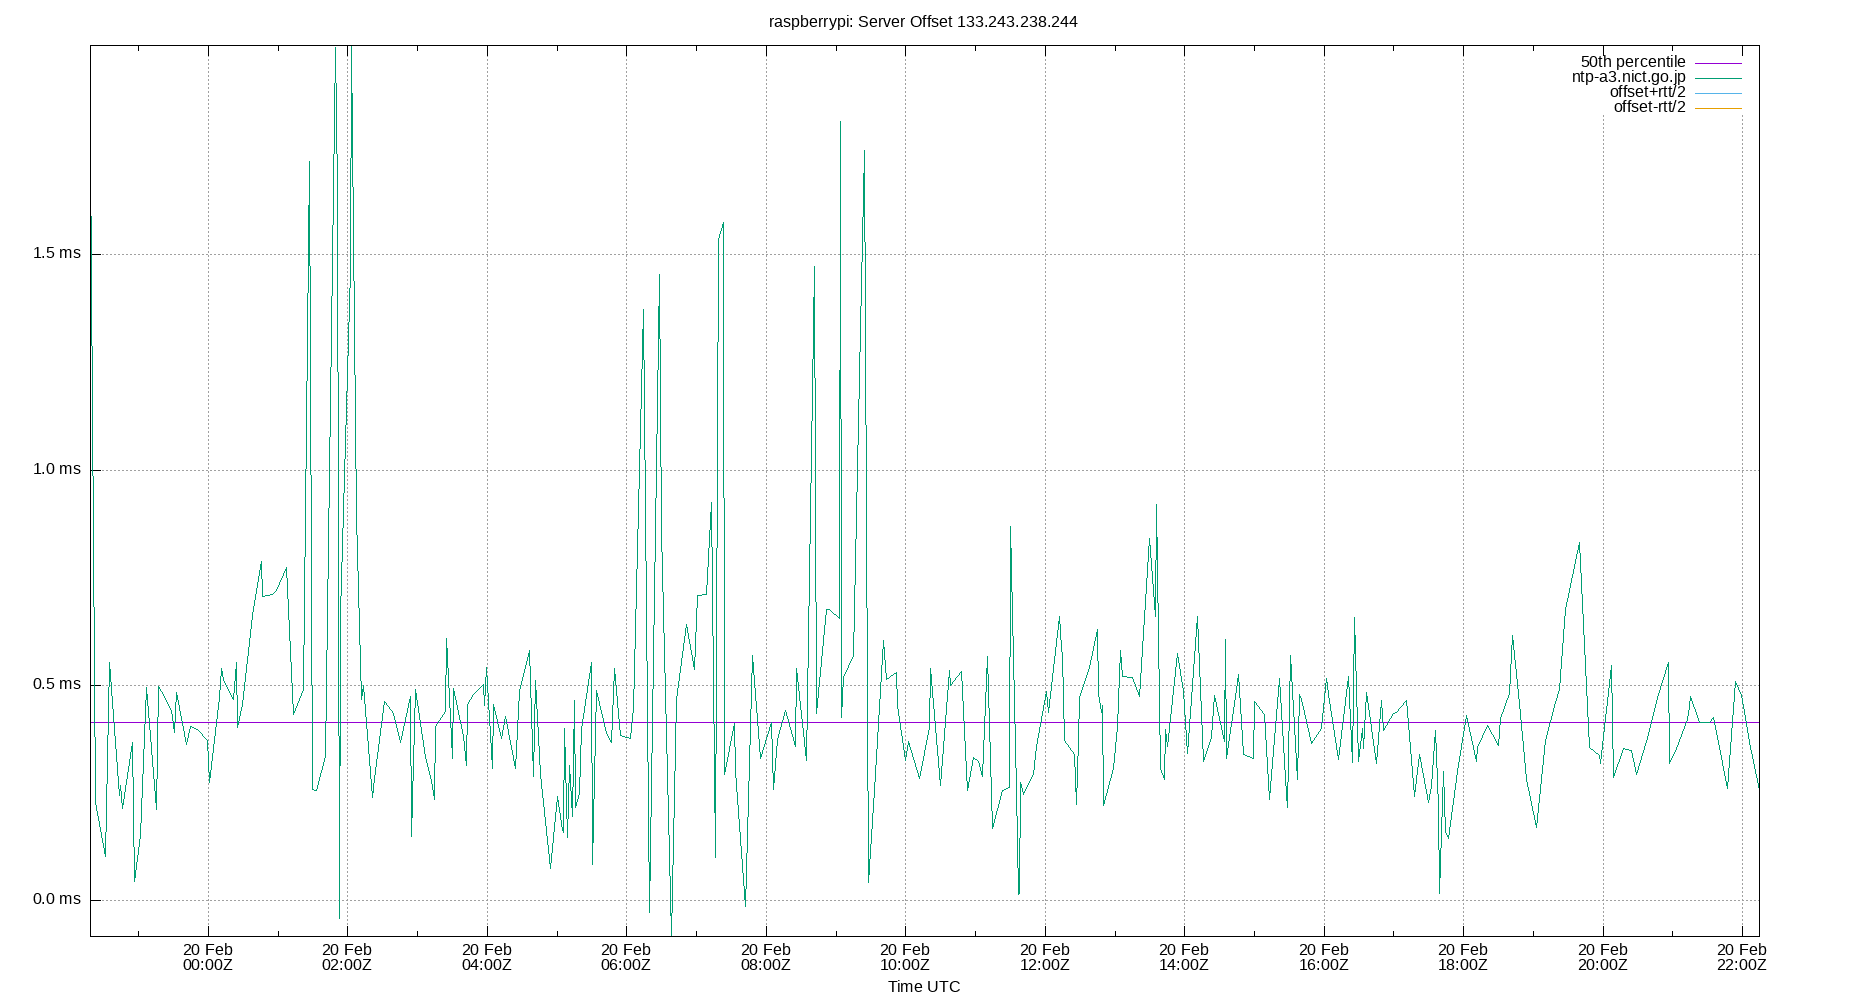 raspberrypi: Server Offset 133.243.238.244
50th percentile
ntp-a3.nict.go.jp
offset+rtt/2
offset-rtt/2
1.5 ms
1.0 ms
0.5 ms
0.0 ms
20 Feb 20 Feb 20 Feb 20 Feb 20 Feb 20 Feb 20 Feb 20 Feb 20 Feb 20 Feb 20 Feb 20 Feb
00:00Z 02:00Z 04:00Z 06:00Z 08:00Z 10:00Z 12:00Z 14:00Z 16:00Z 18:00Z 20:00Z 22:00Z
Time UTC